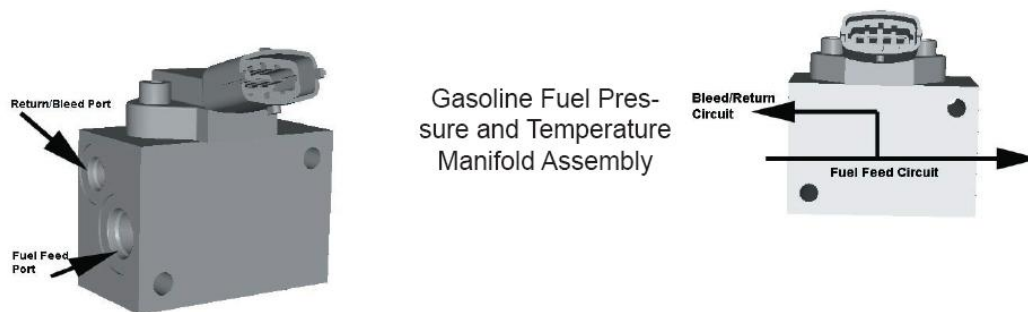 Return/Bleed Port
Fuel Feed
Port
Gasoline Fuel Pres-
sure and Temperature
Manifold Assembly
Bleed/Return
Circuit
Fuel Feed Circuit